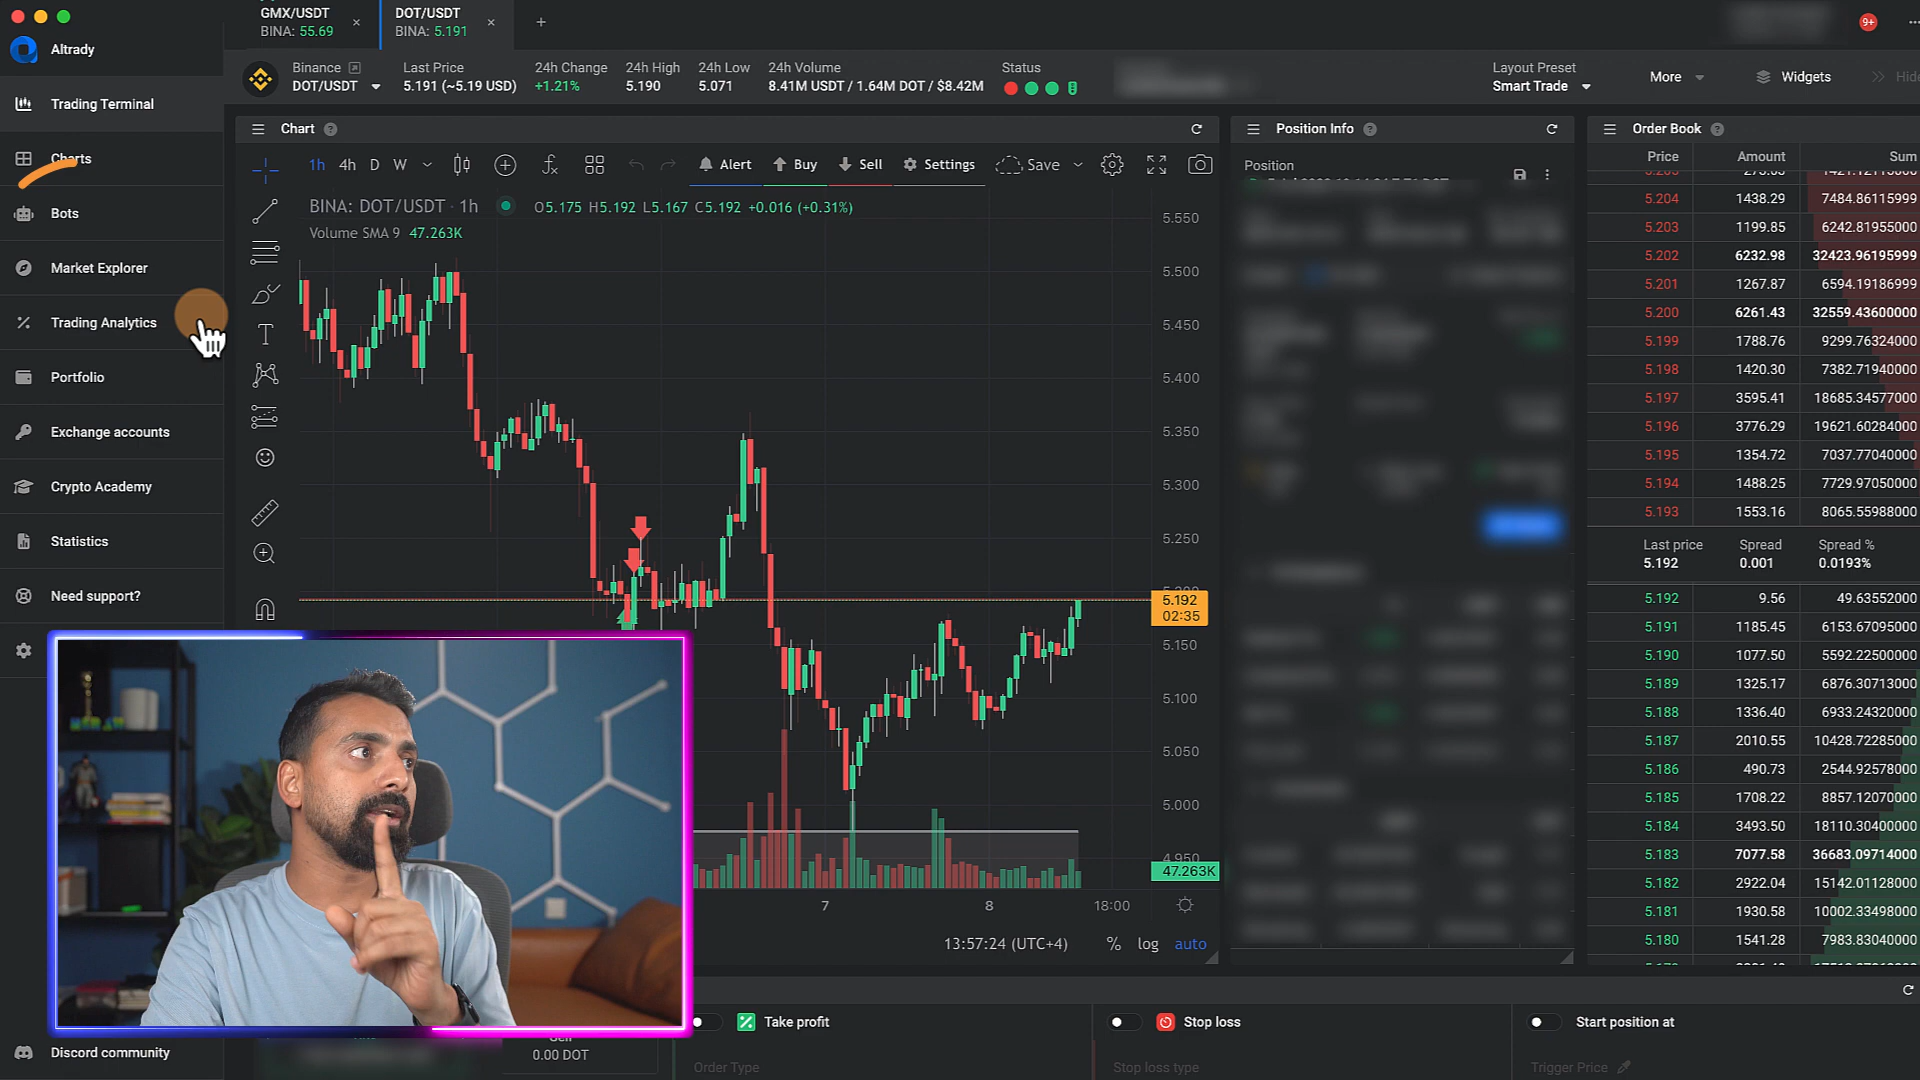 GMX/USDT
BINA: 55.69
DOT/USDT
BINA: 5.191
9+
Altrady
Trading Terminal
Charts
Bots
Market Explorer
Trading Analytics
Portfolio
Exchange accounts
Crypto Academy
Statistics
Need support?
Discord community
Binance
DOT/USDT
Last Price
5.191 (~5.19 USD)
24h Change
+1.21%
24h High
5.190
24h Low
5.071
24h Volume
8.41M USDT / 1.64M DOT / $8.42M
Status
Layout Preset
Smart Trade
More
Widgets
Hide
Chart
1h 4h D W
Alert
Buy
Sell
Settings
Save
BINA: DOT/USDT · 1h
O5.175 H5.192 L5.167 C5.192 +0.016 (+0.31%)
Volume SMA 9 47.263K
5.550
5.500
5.450
5.400
5.350
5.300
5.250
5.192
02:35
5.150
5.100
5.050
5.000
4.950
47.263K
7 8 18:00
13:57:24 (UTC+4) % log auto
Position Info
Position
Order Book
Price Amount Sum
5.204 1438.29 7484.86115999
5.203 1199.85 6242.81955000
5.202 6232.98 32423.96195999
5.201 1267.87 6594.19186999
5.200 6261.43 32559.43600000
5.199 1788.76 9299.76324000
5.198 1420.30 7382.71940000
5.197 3595.41 18685.34577000
5.196 3776.29 19621.60284000
5.195 1354.72 7037.77040000
5.194 1488.25 7729.97050000
5.193 1553.16 8065.55988000
Last price Spread Spread %
5.192 0.001 0.0193%
5.192 9.56 49.63552000
5.191 1185.45 6153.67095000
5.190 1077.50 5592.22500000
5.189 1325.17 6876.30713000
5.188 1336.40 6933.24320000
5.187 2010.55 10428.72285000
5.186 490.73 2544.92578000
5.185 1708.22 8857.12070000
5.184 3493.50 18110.30400000
5.183 7077.58 36683.09714000
5.182 2922.04 15142.01128000
5.181 1930.58 10002.33498000
5.180 1541.28 7983.83040000
Sell
0.00 DOT
Take profit
Order Type
Stop loss
Stop loss type
Start position at
Trigger Price